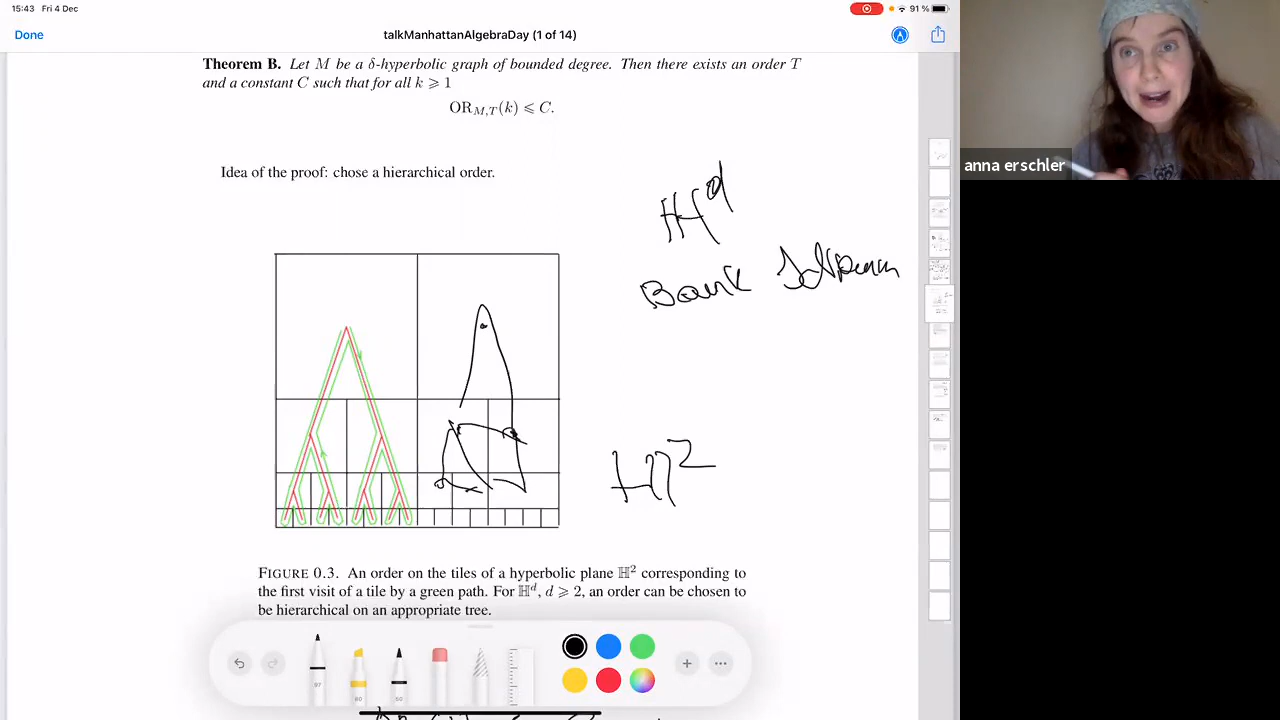 15:43 Fri 4 Dec
91 %
Done
talkManhattanAlgebraDay (1 of 14)
Theorem B. Let M be a δ-hyperbolic graph of bounded degree. Then there exists an order T
and a constant C such that for all k ⩾ 1
OR_{M,T}(k) ⩽ C.
Idea of the proof: chose a hierarchical order.
ℍ^d
ℍ^2
FIGURE 0.3. An order on the tiles of a hyperbolic plane ℍ² corresponding to
the first visit of a tile by a green path. For ℍ^d, d ⩾ 2, an order can be chosen to
be hierarchical on an appropriate tree.
anna erschler
97
80
50